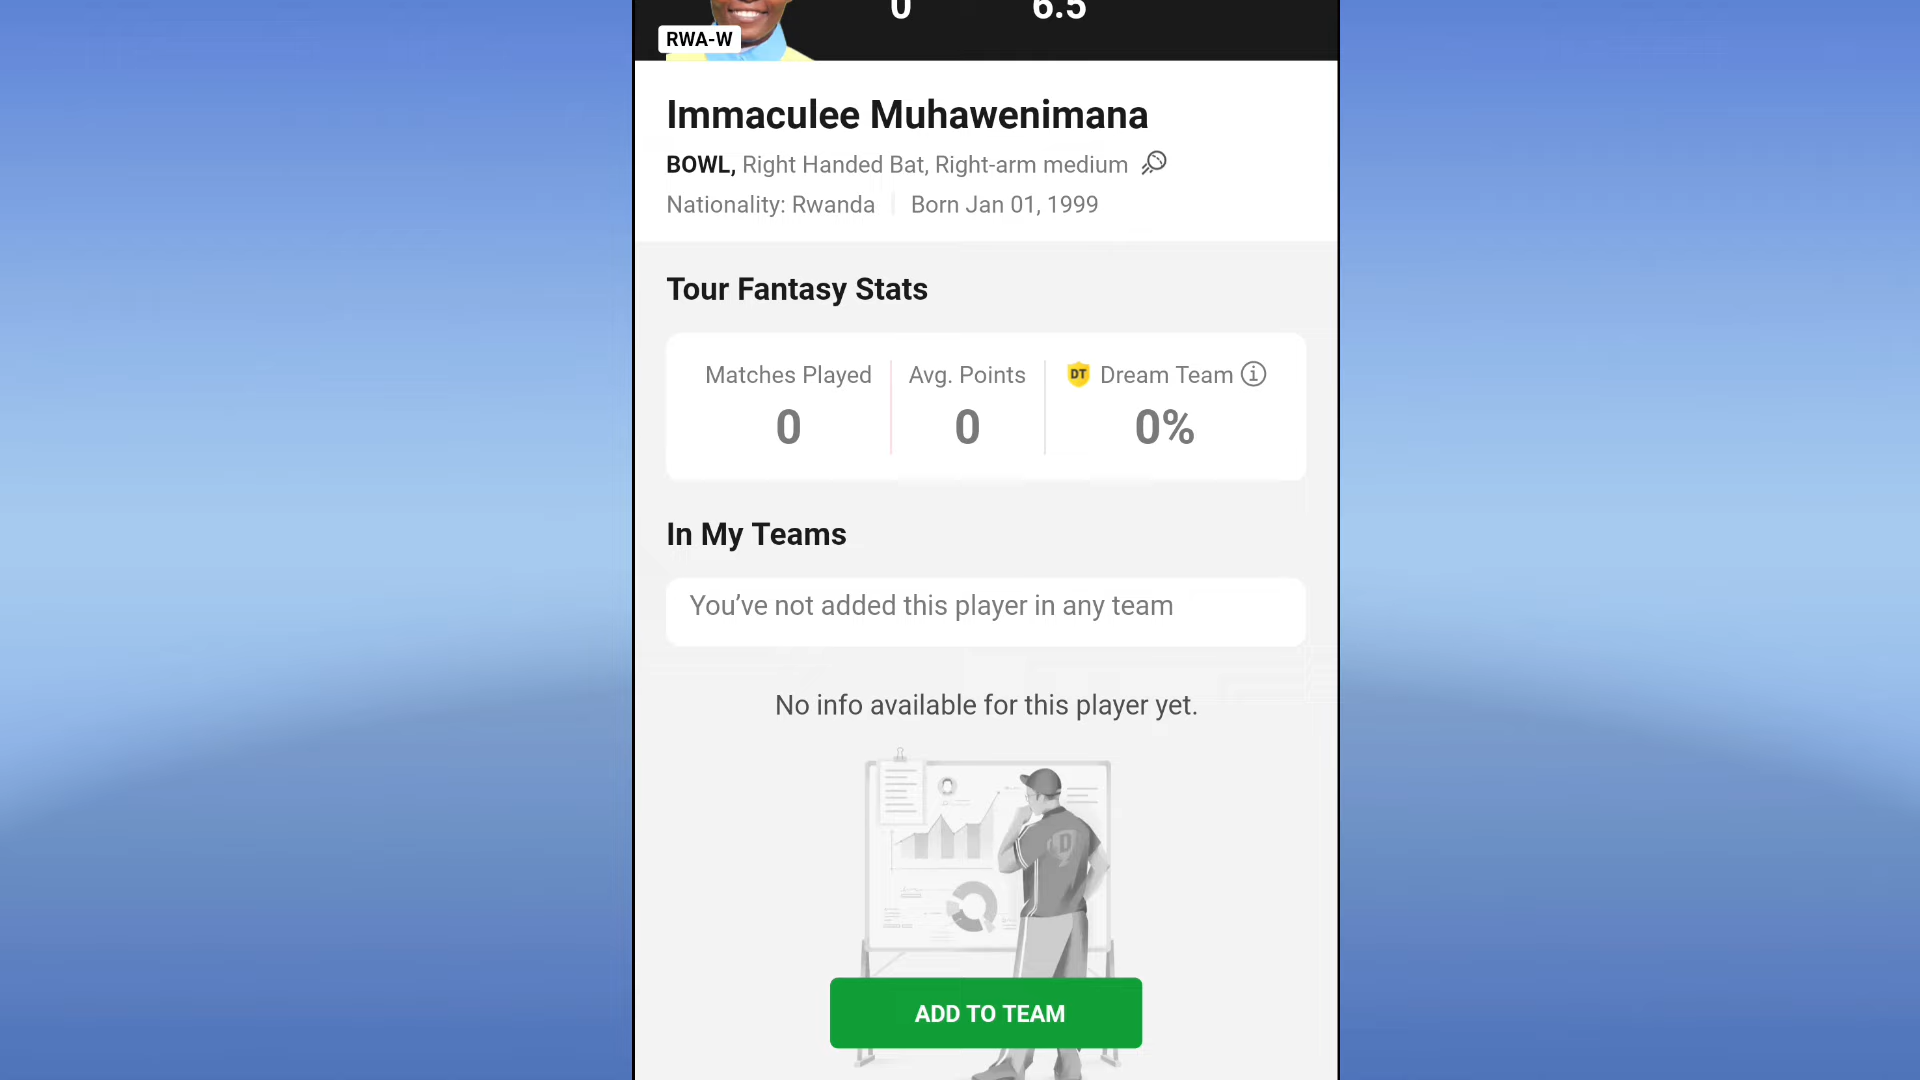 0 6.5
RWA-W
Immaculee Muhawenimana
BOWL, Right Handed Bat, Right-arm medium
Nationality: Rwanda Born Jan 01, 1999
Tour Fantasy Stats
Matches Played Avg. Points DT Dream Team
0 0 0%
In My Teams
You’ve not added this player in any team
No info available for this player yet.
D
ADD TO TEAM